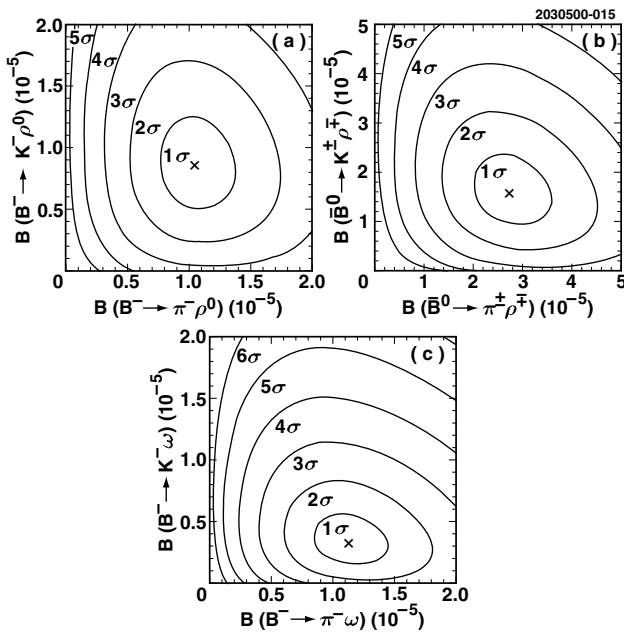 2030500-015
5σ
4σ
3σ
2σ
1σ
(a)
B (B⁻ → K⁻ρ⁰) (10⁻⁵)
2.0
1.5
1.0
0.5
0
0.5
1.0
1.5
2.0
B (B⁻ → π⁻ρ⁰) (10⁻⁵)
5σ
4σ
3σ
2σ
1σ
(b)
B (B̄⁰ → K±ρ∓) (10⁻⁵)
5
4
3
2
1
0
1
2
3
4
5
B (B̄⁰ → π±ρ∓) (10⁻⁵)
6σ
5σ
4σ
3σ
2σ
1σ
(c)
B (B⁻ → K⁻ω) (10⁻⁵)
2.0
1.5
1.0
0.5
0
0.5
1.0
1.5
2.0
B (B⁻ → π⁻ω) (10⁻⁵)